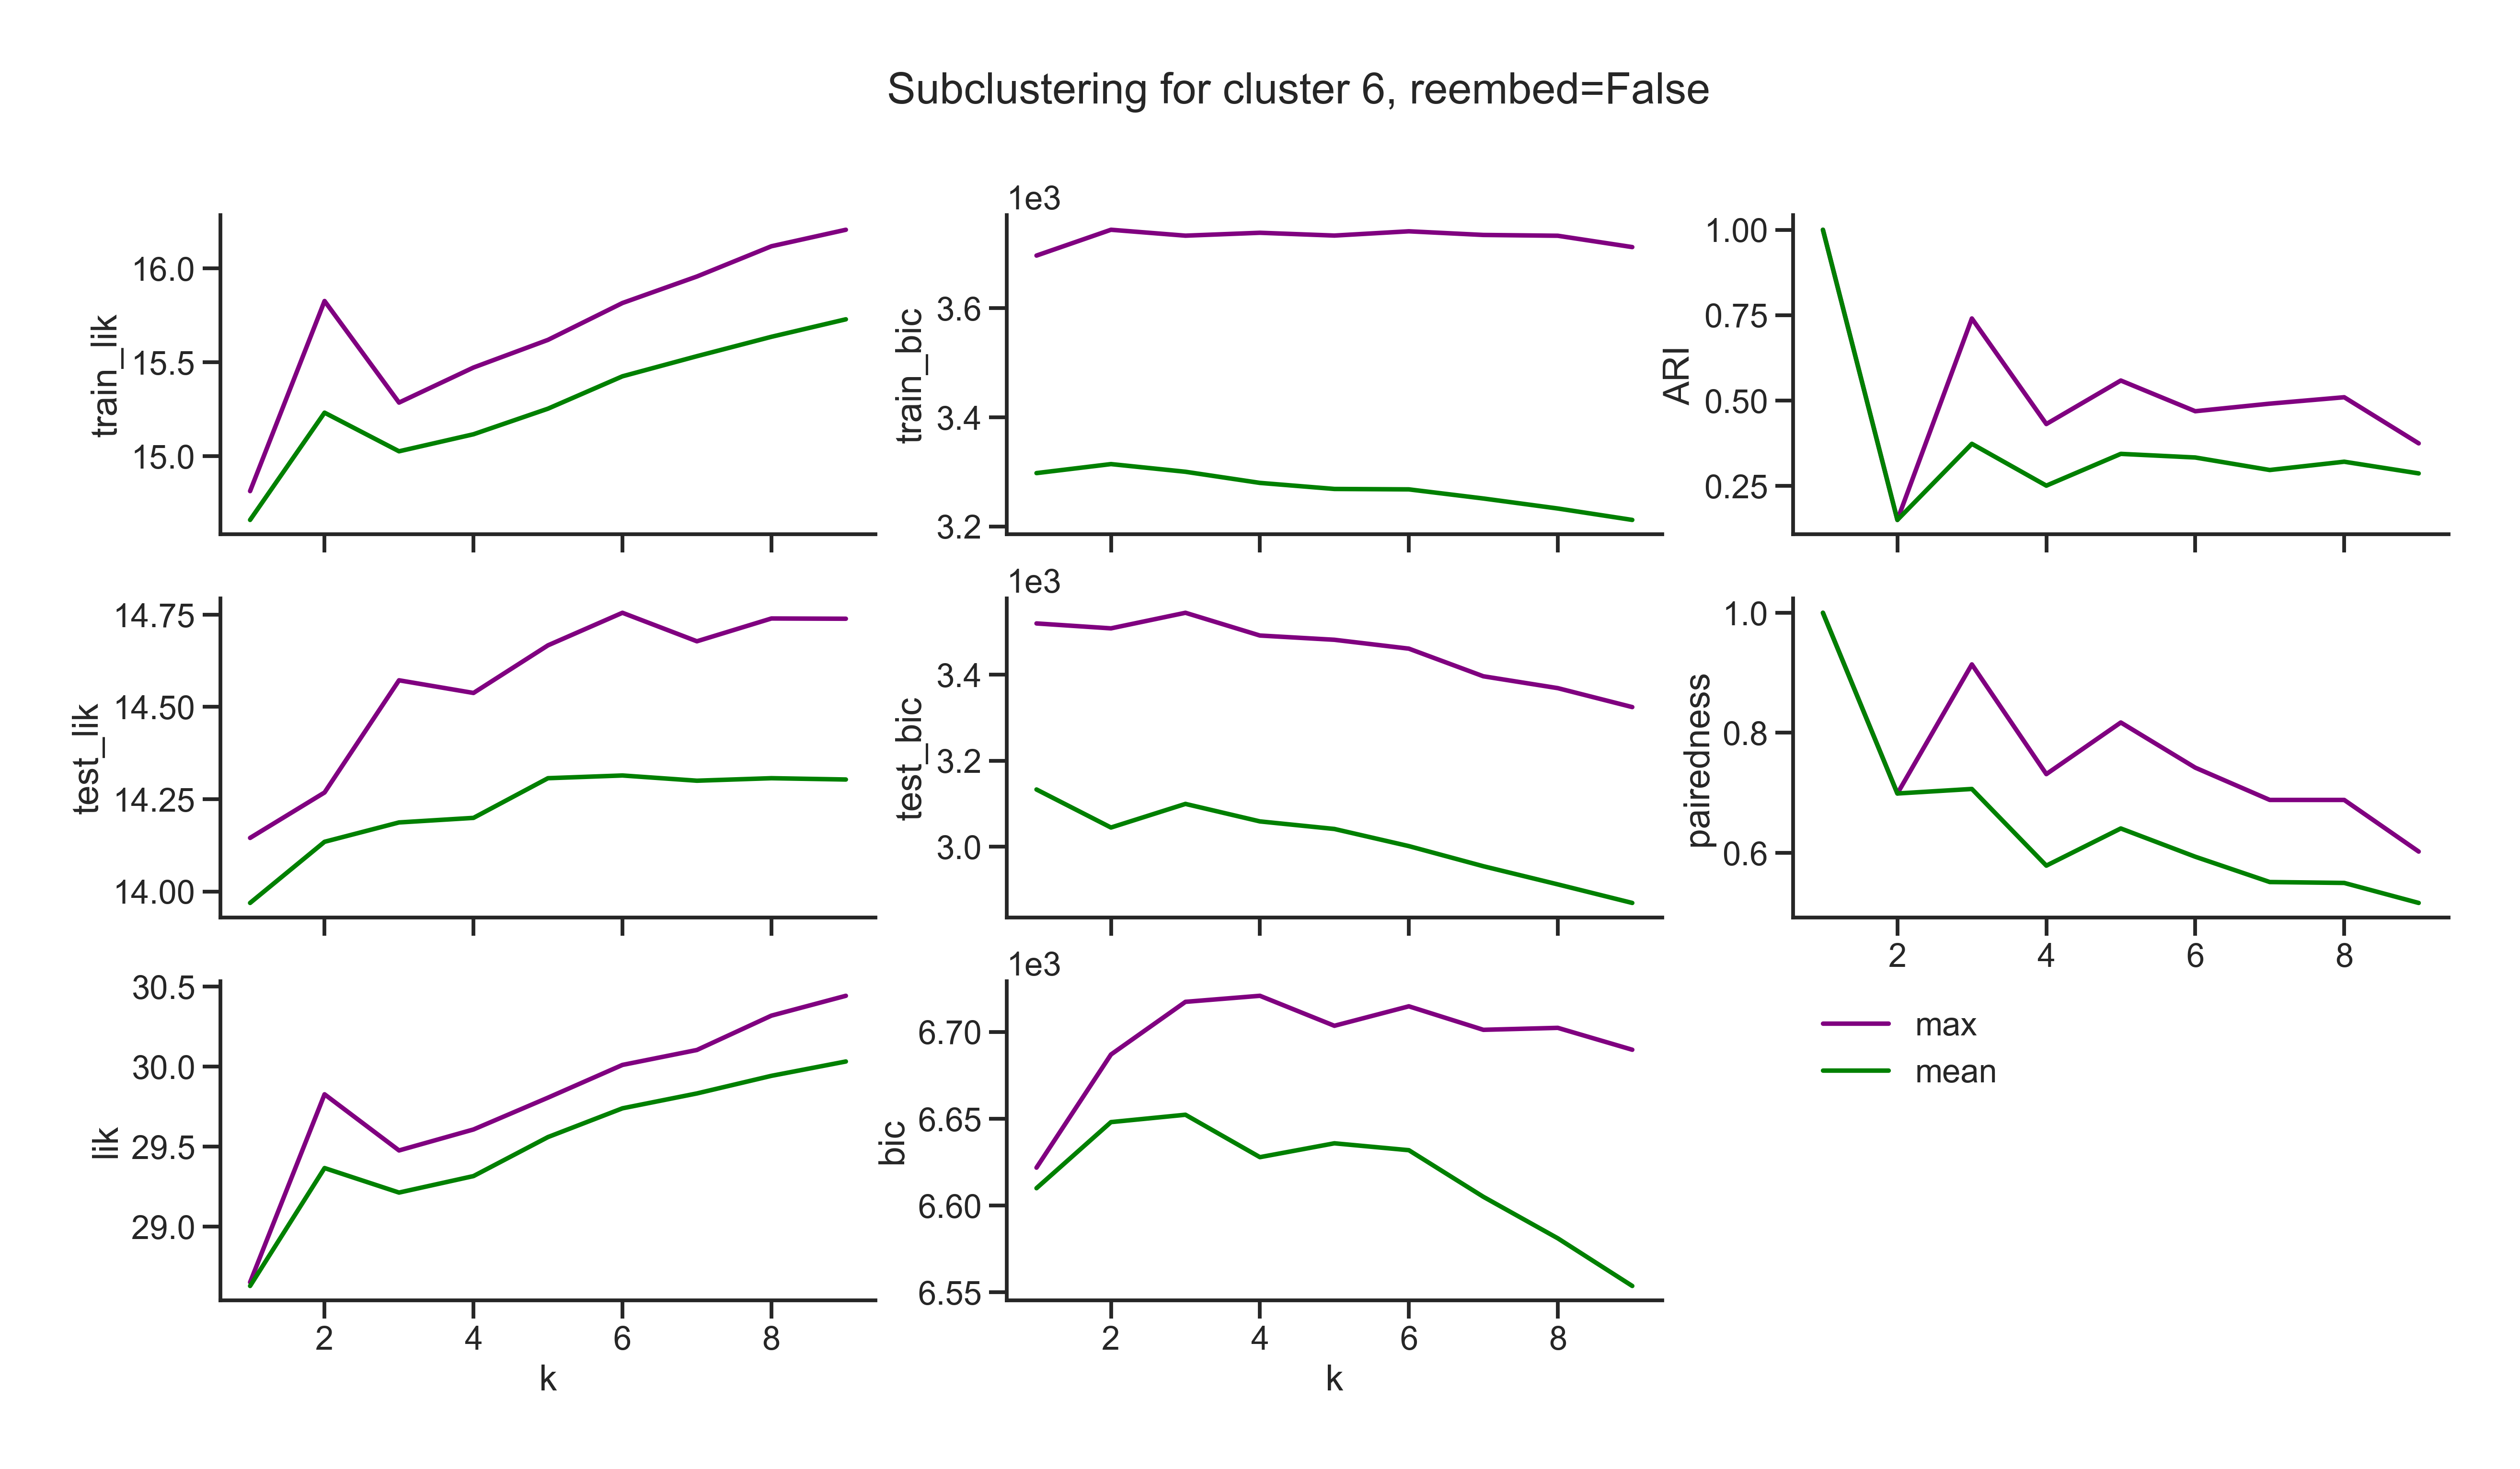 Subclustering for cluster 6, reembed=False
train_lik
16.0
15.5
15.0
1e3
train_bic
3.6
3.4
3.2
ARI
1.00
0.75
0.50
0.25
test_lik
14.75
14.50
14.25
14.00
1e3
test_bic
3.4
3.2
3.0
pairedness
1.0
0.8
0.6
2 4 6 8
lik
30.5
30.0
29.5
29.0
2 4 6 8
k
1e3
bic
6.70
6.65
6.60
6.55
2 4 6 8
k
max
mean